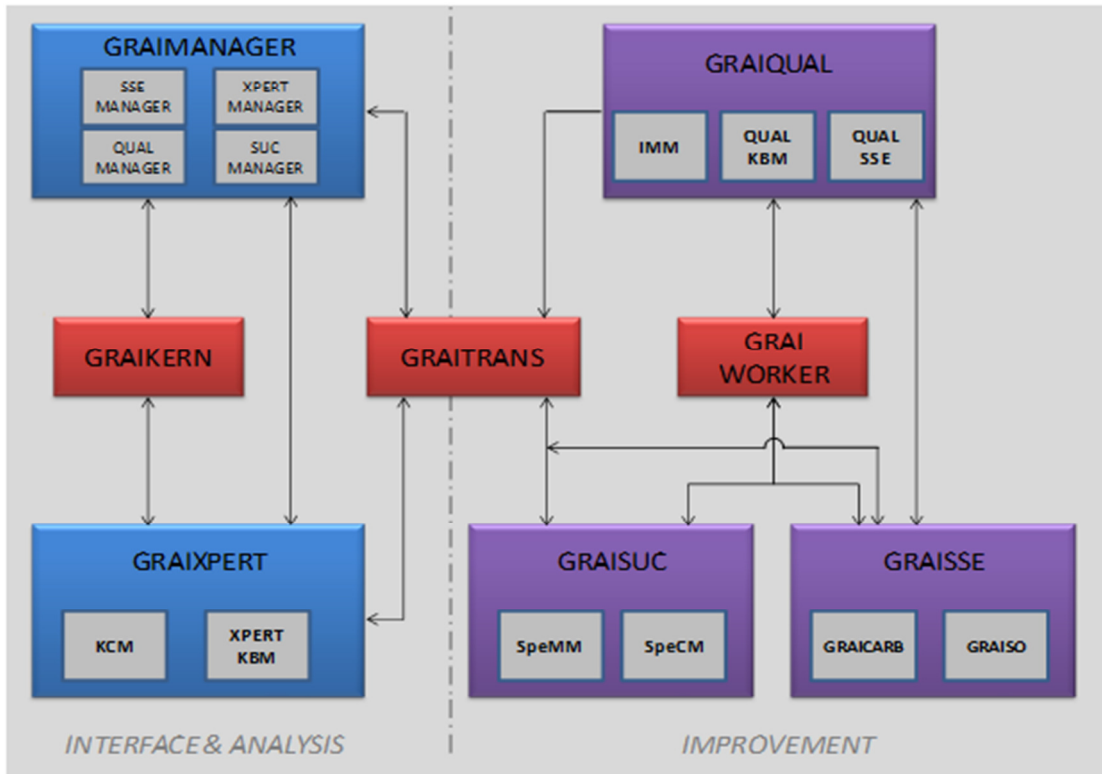 GRAIMANAGER
SSE
MANAGER
XPERT
MANAGER
QUAL
MANAGER
SUC
MANAGER
GRAIQUAL
IMM
QUAL
KBM
QUAL
SSE
GRAIKERN
GRAITRANS
GRAI
WORKER
GRAIXPERT
KCM
XPERT
KBM
GRAISUC
SpeMM
SpeCM
GRAISSE
GRAICARB
GRAISO
INTERFACE & ANALYSIS
IMPROVEMENT